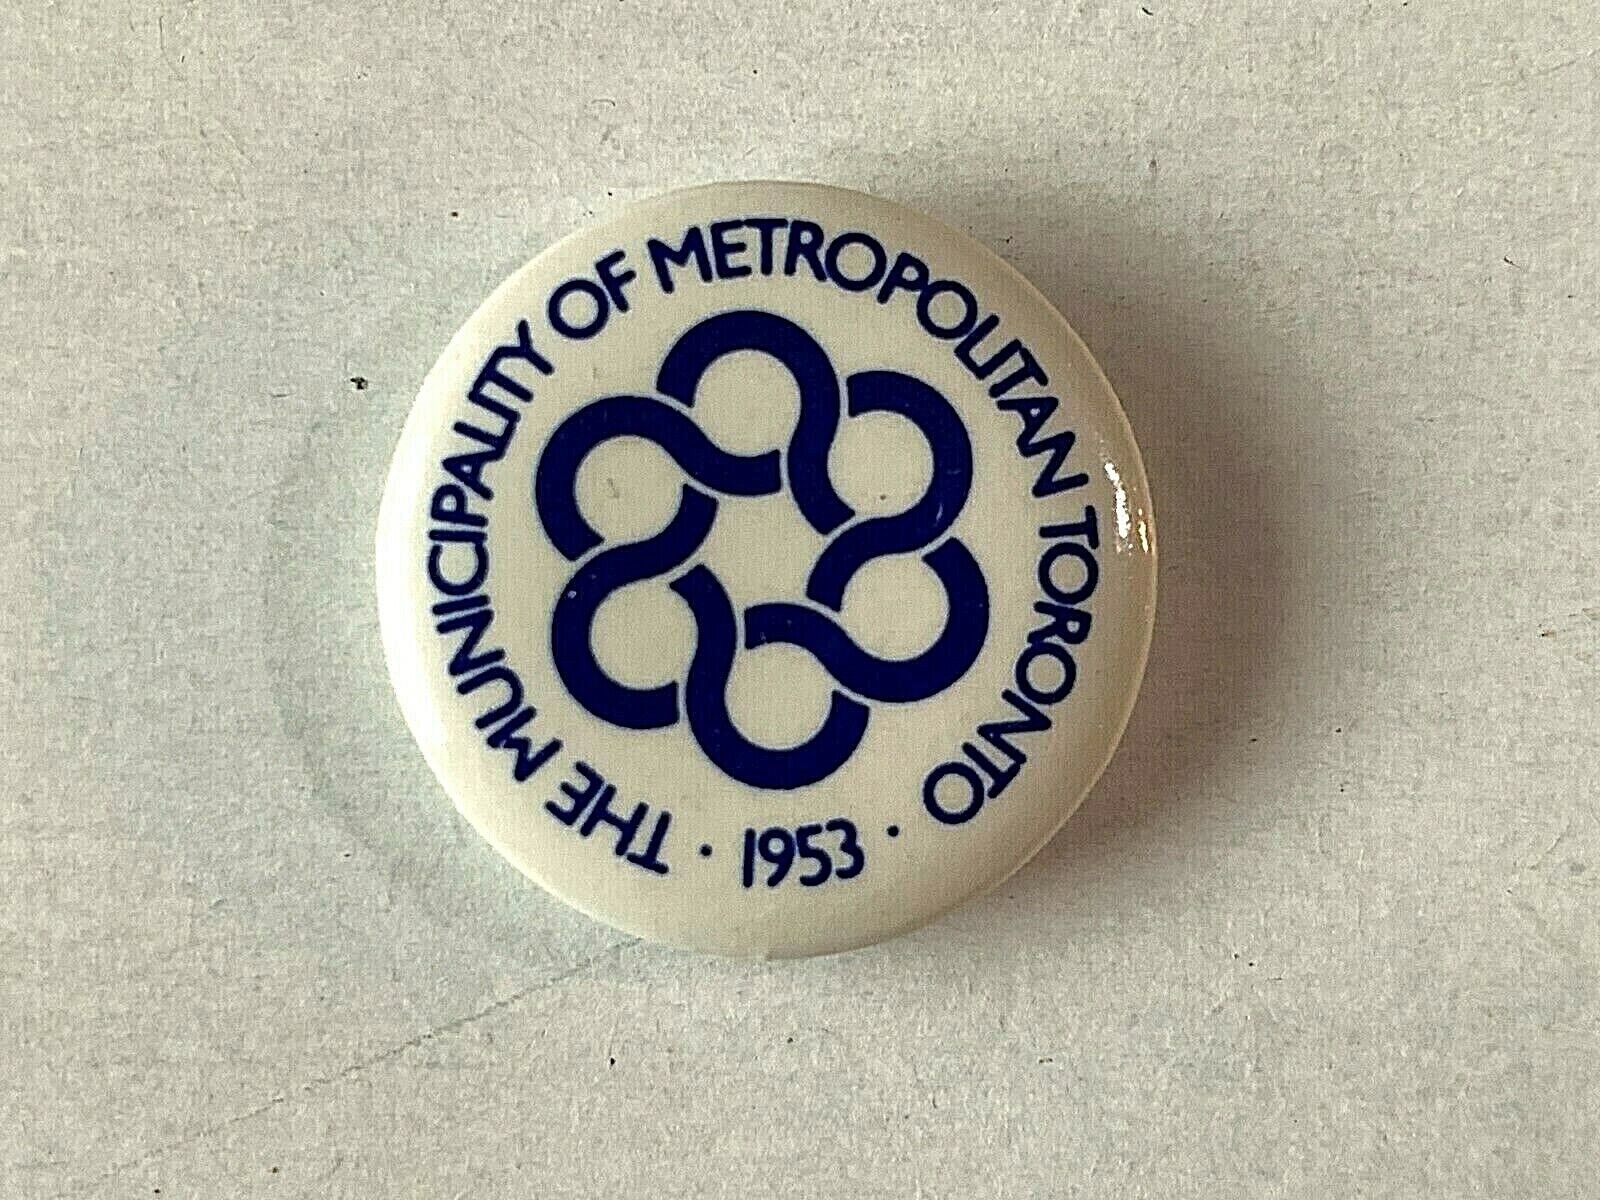 THE MUNICIPALITY OF METROPOLITAN TORONTO
· 1953 ·